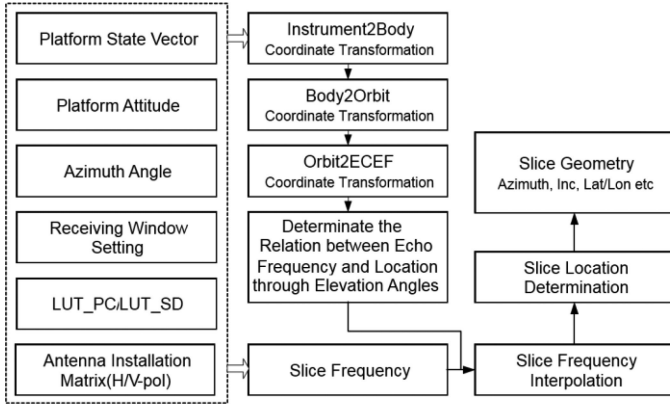 Platform State Vector
Platform Attitude
Azimuth Angle
Receiving Window
Setting
LUT_PC/LUT_SD
Antenna Installation
Matrix(H/V-pol)
Instrument2Body
Coordinate Transformation
Body2Orbit
Coordinate Transformation
Orbit2ECEF
Coordinate Transformation
Determinate the
Relation between Echo
Frequency and Location
through Elevation Angles
Slice Frequency
Slice Geometry
Azimuth, Inc, Lat/Lon etc
Slice Location
Determination
Slice Frequency
Interpolation